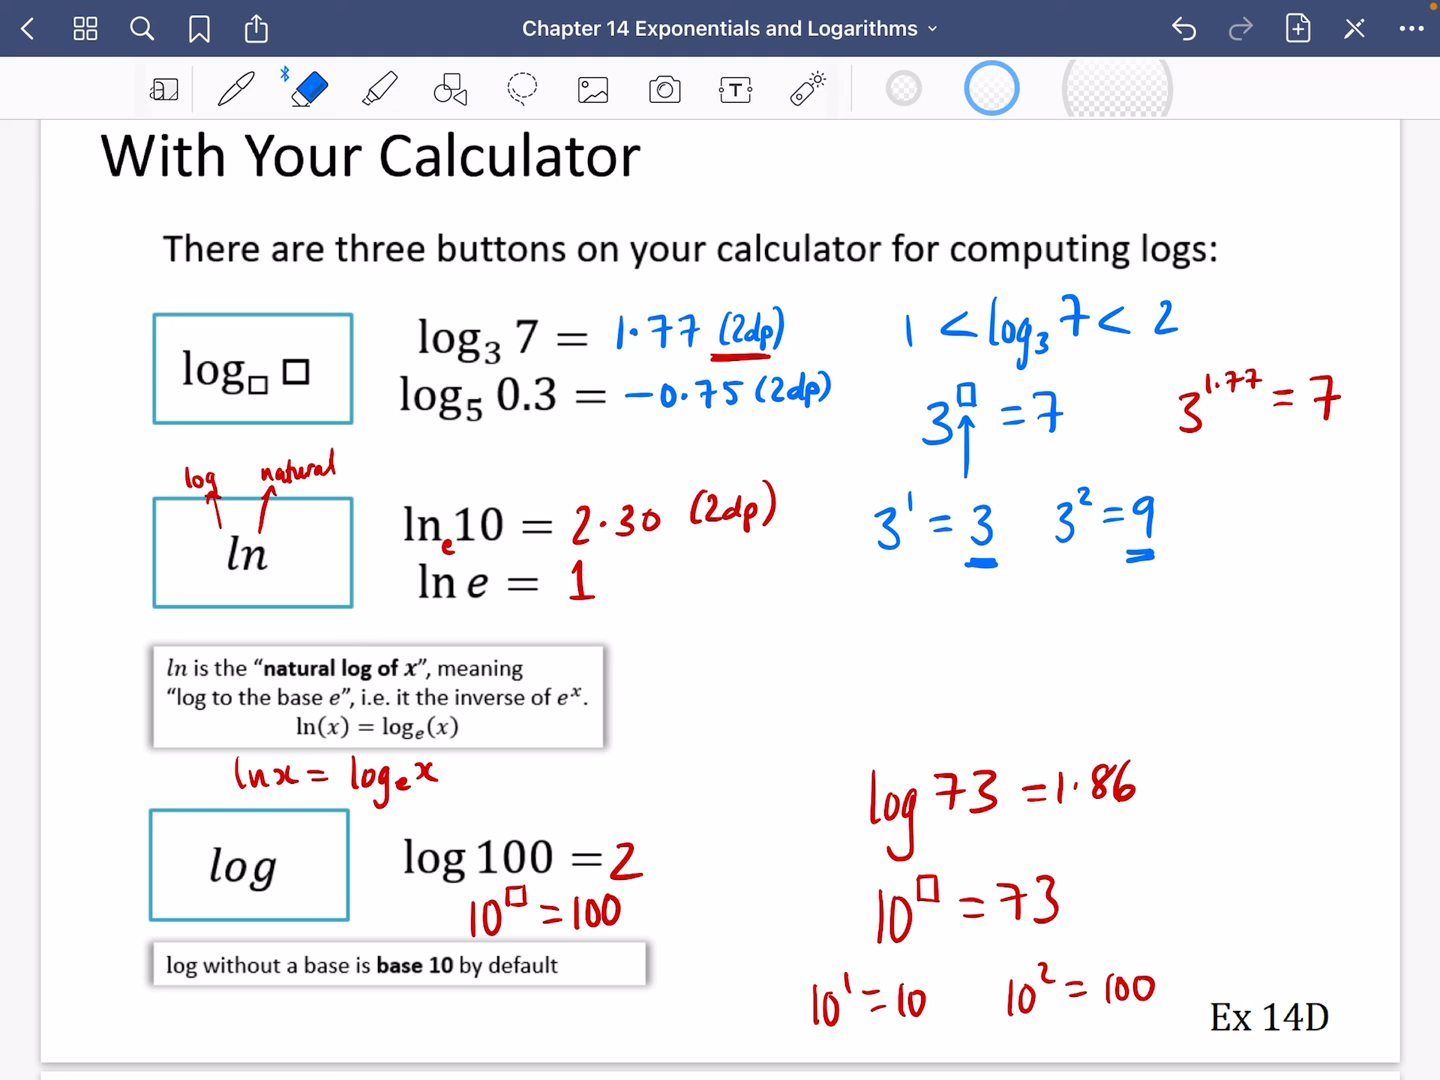 Chapter 14 Exponentials and Logarithms
With Your Calculator
There are three buttons on your calculator for computing logs:
log□ □
log₃ 7 = 1.77 (2dp)
1 < log₃ 7 < 2
log₅ 0.3 = −0.75 (2dp)
3^□ = 7
3^1.77 = 7
log natural
ln
lnₑ10 = 2.30 (2dp)
3¹ = 3 3² = 9
ln e = 1
ln is the “natural log of x”, meaning
“log to the base e”, i.e. it the inverse of eˣ.
ln(x) = logₑ(x)
lnx = logₑx
log 73 = 1.86
log
log 100 = 2
10^□ = 100
10^□ = 73
log without a base is base 10 by default
10¹ = 10 10² = 100
Ex 14D